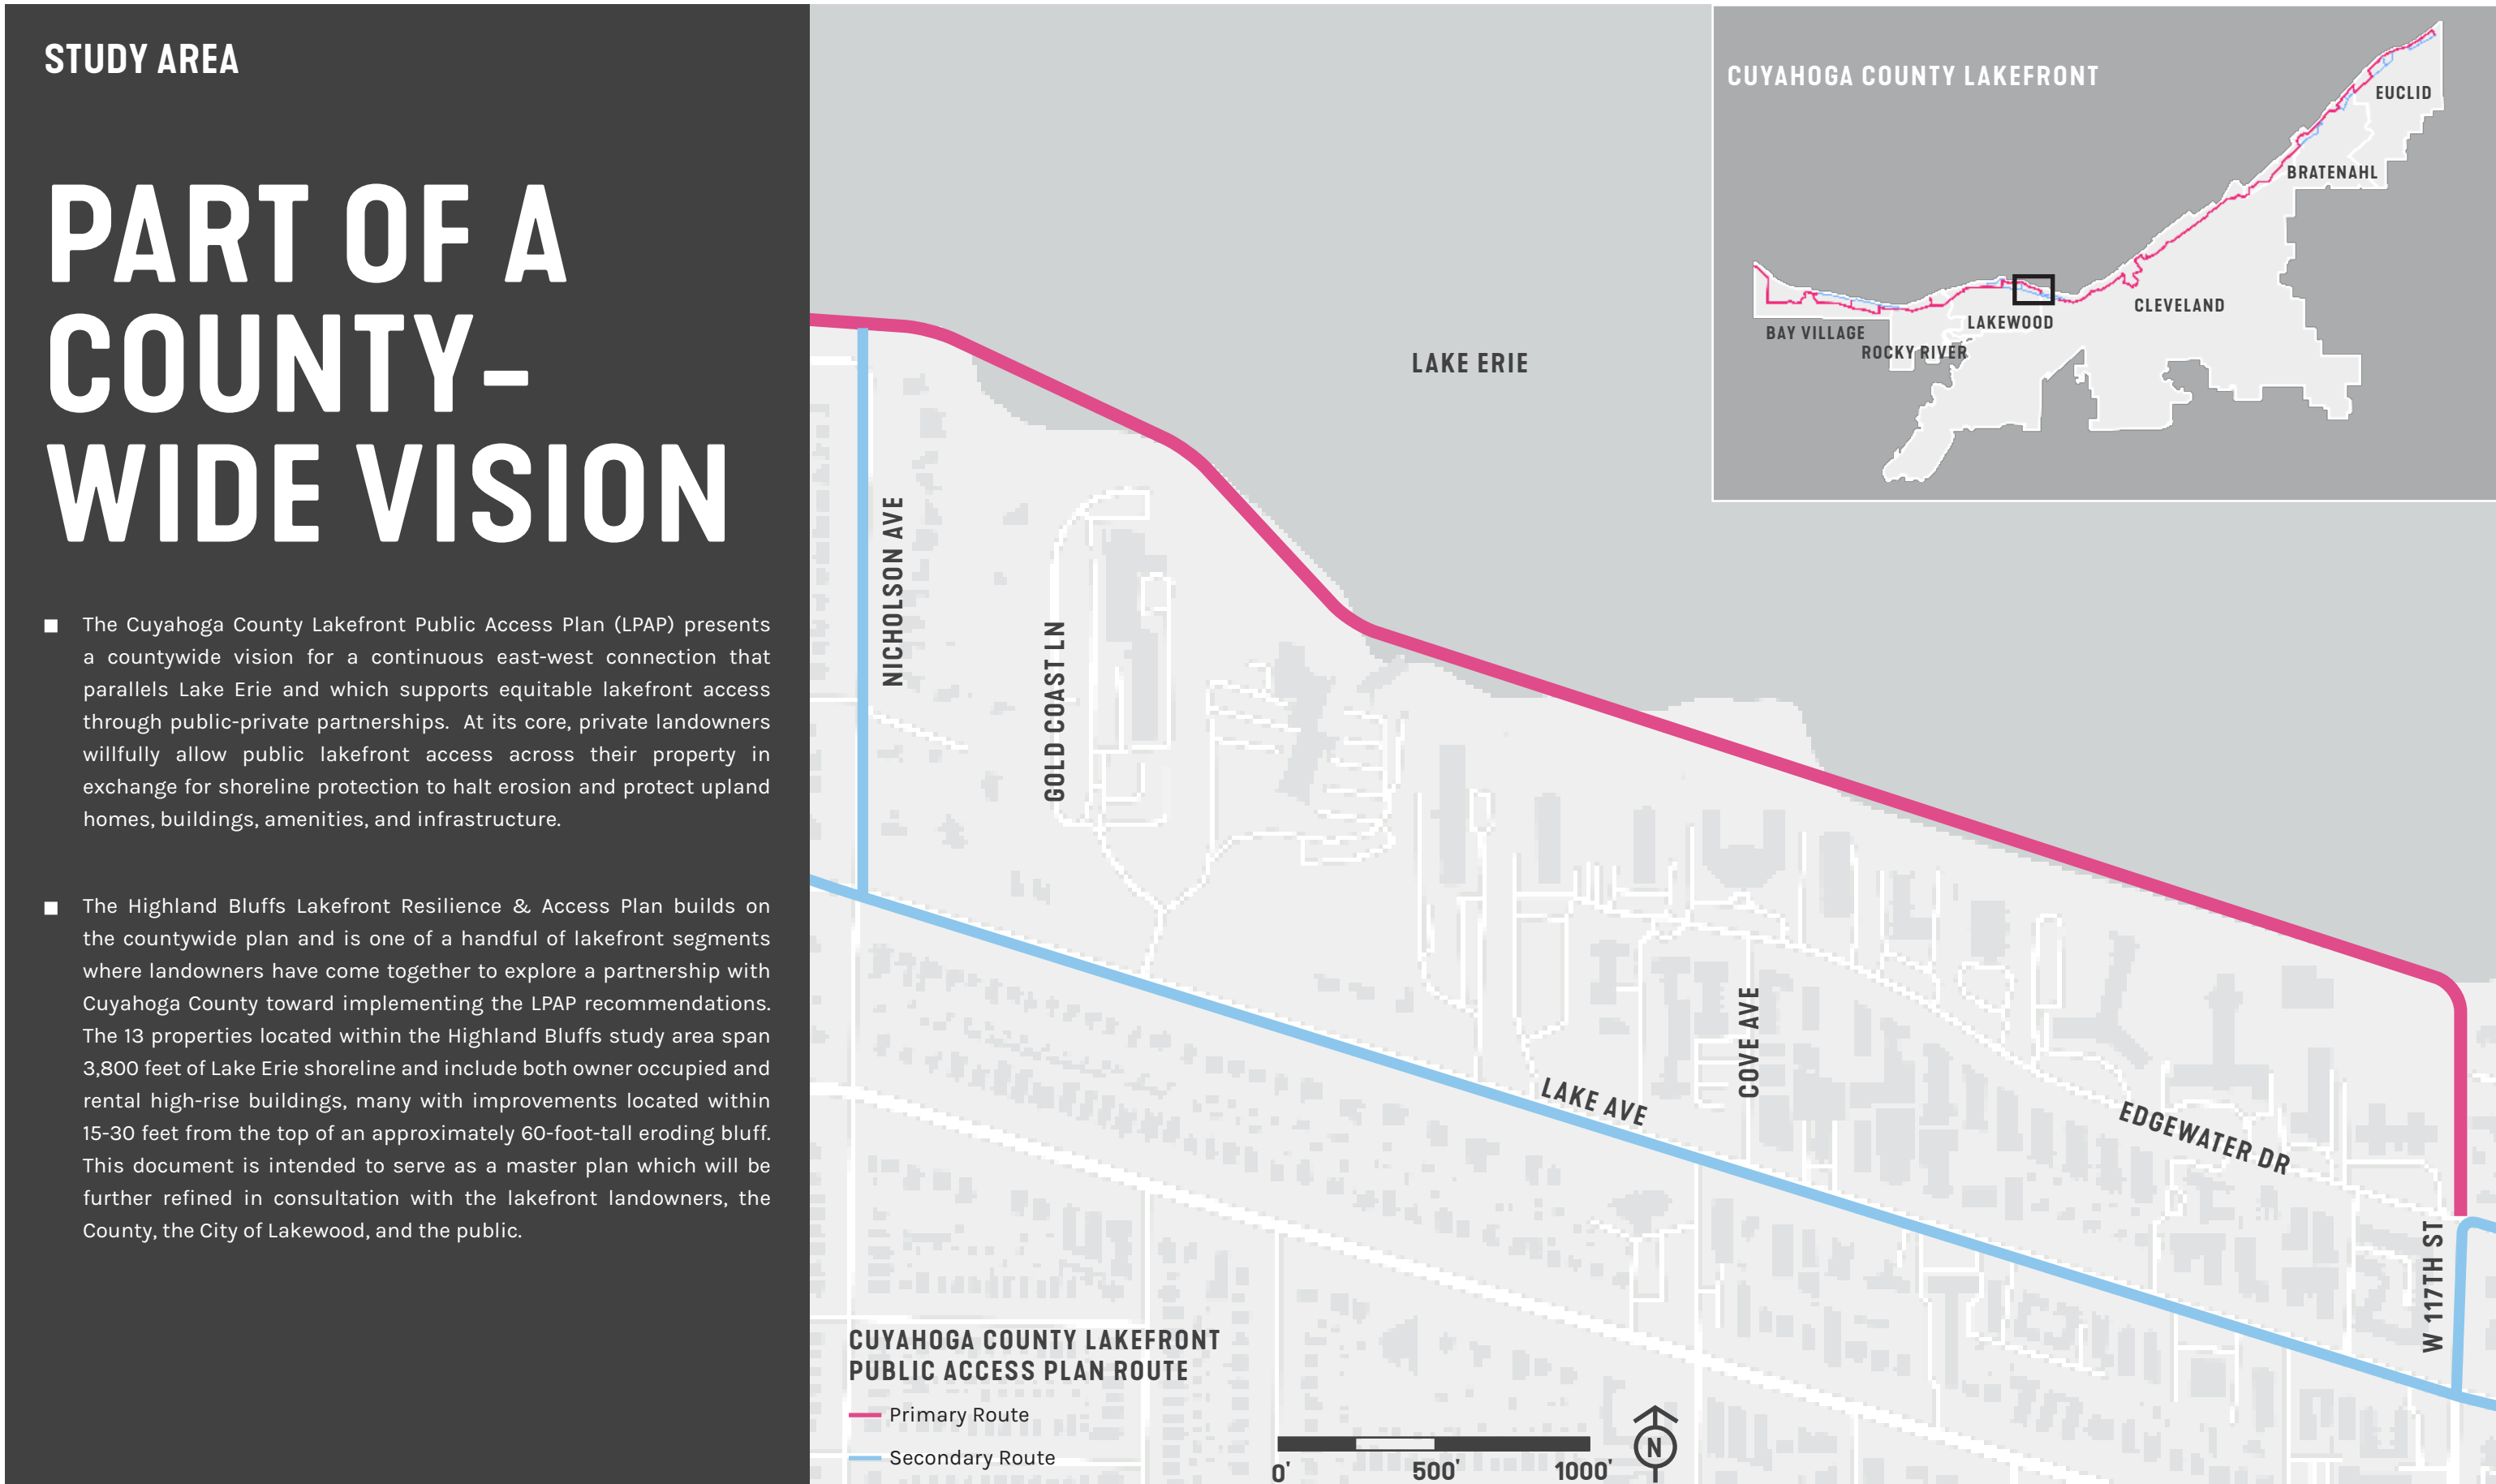 STUDY AREA
PART OF A
COUNTY-
WIDE VISION
■ The Cuyahoga County Lakefront Public Access Plan (LPAP) presents
a countywide vision for a continuous east-west connection that
parallels Lake Erie and which supports equitable lakefront access
through public-private partnerships. At its core, private landowners
willfully allow public lakefront access across their property in
exchange for shoreline protection to halt erosion and protect upland
homes, buildings, amenities, and infrastructure.
■ The Highland Bluffs Lakefront Resilience & Access Plan builds on
the countywide plan and is one of a handful of lakefront segments
where landowners have come together to explore a partnership with
Cuyahoga County toward implementing the LPAP recommendations.
The 13 properties located within the Highland Bluffs study area span
3,800 feet of Lake Erie shoreline and include both owner occupied and
rental high-rise buildings, many with improvements located within
15-30 feet from the top of an approximately 60-foot-tall eroding bluff.
This document is intended to serve as a master plan which will be
further refined in consultation with the lakefront landowners, the
County, the City of Lakewood, and the public.
CUYAHOGA COUNTY LAKEFRONT
EUCLID
BRATENAHL
CLEVELAND
LAKEWOOD
BAY VILLAGE
ROCKY RIVER
LAKE ERIE
NICHOLSON AVE
GOLD COAST LN
COVE AVE
LAKE AVE
EDGEWATER DR
W 117TH ST
CUYAHOGA COUNTY LAKEFRONT
PUBLIC ACCESS PLAN ROUTE
Primary Route
Secondary Route
0' 500' 1000'
N